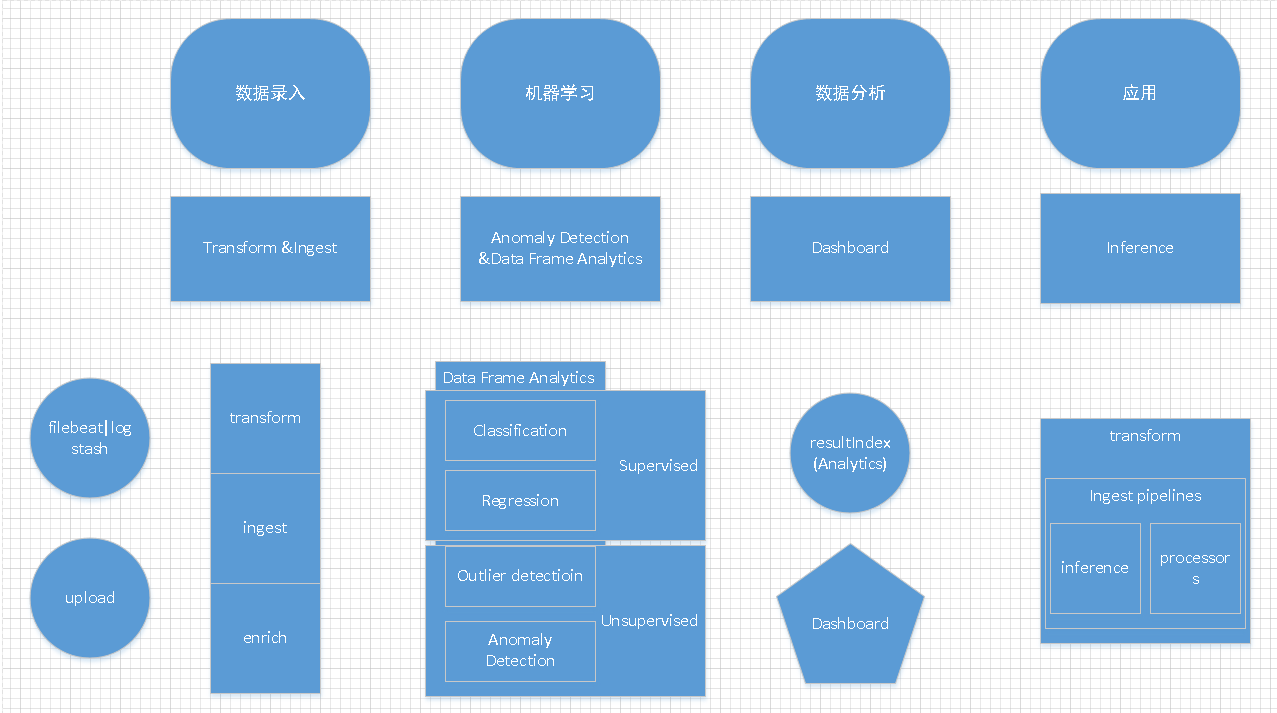 数据录入
机器学习
数据分析
应用
Transform &Ingest
Anomaly Detection
&Data Frame Analytics
Dashboard
Inference
filebeat|log
stash
upload
transform
ingest
enrich
Data Frame Analytics
Classification
Regression
Supervised
Outlier detectioin
Anomaly
Detection
Unsupervised
resultIndex
(Analytics)
Dashboard
transform
Ingest pipelines
inference
processor
s